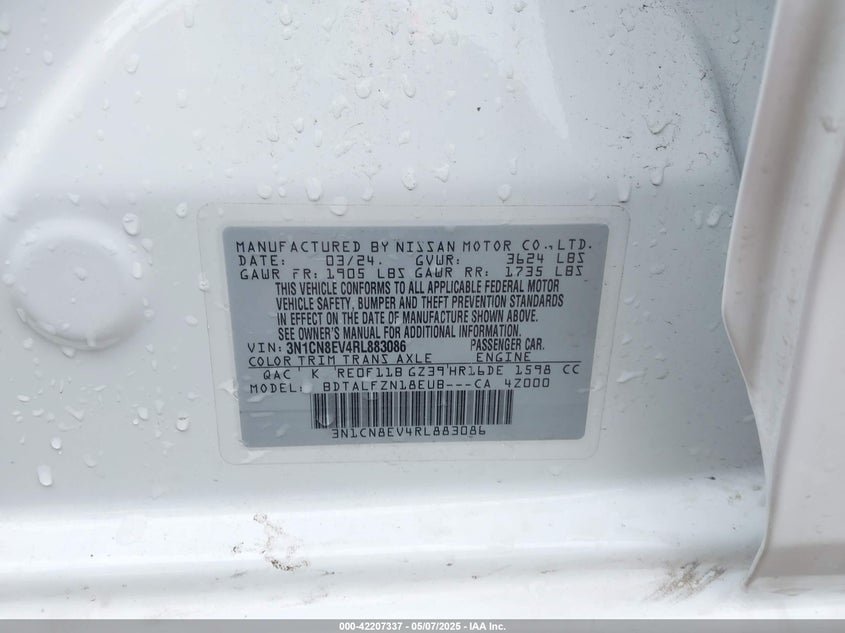 MANUFACTURED BY NISSAN MOTOR CO.,LTD.
DATE: 03/24. GVWR: 3624 LBS
GAWR FR: 1905 LBS GAWR RR: 1735 LBS
THIS VEHICLE CONFORMS TO ALL APPLICABLE FEDERAL MOTOR
VEHICLE SAFETY, BUMPER AND THEFT PREVENTION STANDARDS
IN EFFECT ON THE DATE OF MANUFACTURE SHOWN ABOVE.
SEE OWNER'S MANUAL FOR ADDITIONAL INFORMATION.
VIN: 3N1CN8EV4RL883086 PASSENGER CAR.
COLOR TRIM TRANS AXLE ENGINE
QAC K RE0F11B GZ39 HR16DE 1598 CC
MODEL: BDTALFZN18EUB---CA 4Z000
3N1CN8EV4RL883086
000-42207337 - 05/07/2025 - IAA Inc.